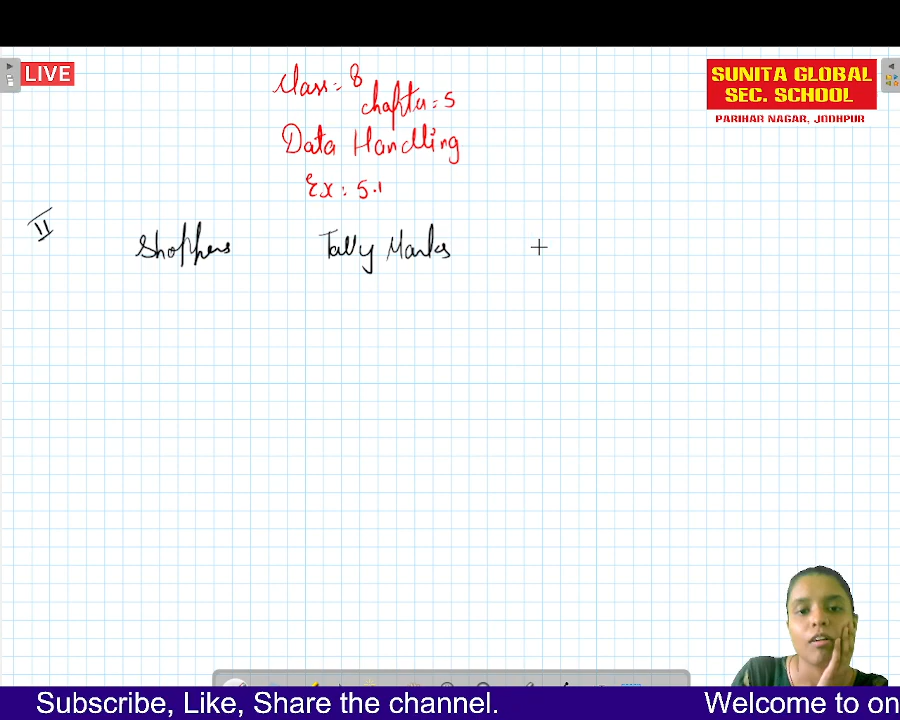 LIVE
SUNITA GLOBAL
SEC. SCHOOL
PARIHAR NAGAR, JODHPUR
Class = 8
Chapter = 5
Data Handling
Ex : 5.1
II
Shoppers Tally Marks
Subscribe, Like, Share the channel. Welcome to on